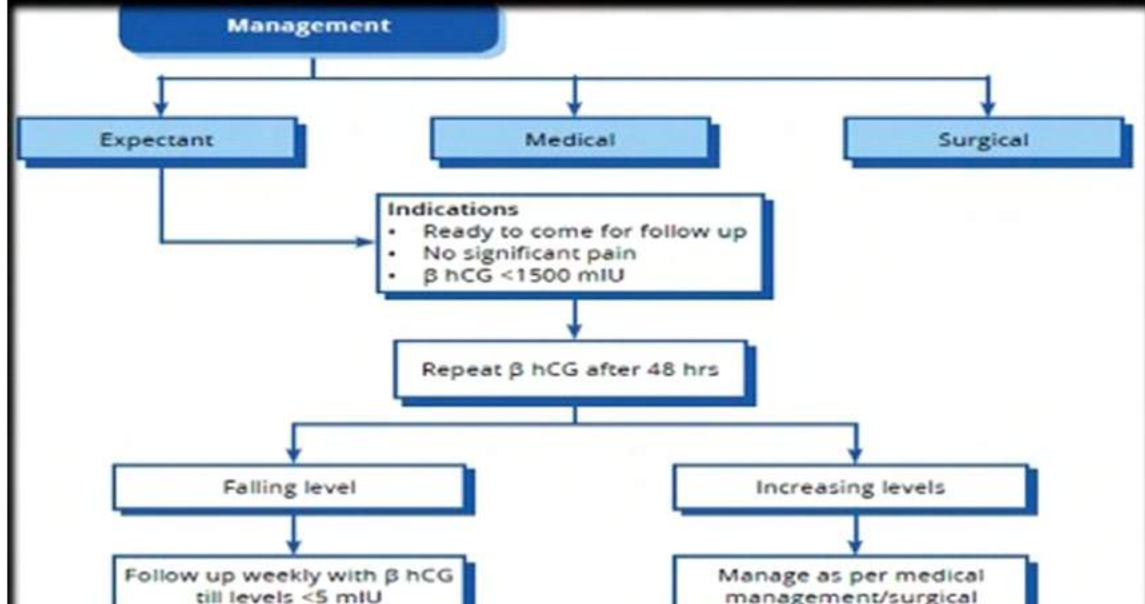 Management
Expectant
Medical
Surgical
Indications
• Ready to come for follow up
• No significant pain
• β hCG <1500 mIU
Repeat β hCG after 48 hrs
Falling level
Increasing levels
Follow up weekly with β hCG
till levels <5 mIU
Manage as per medical
management/surgical